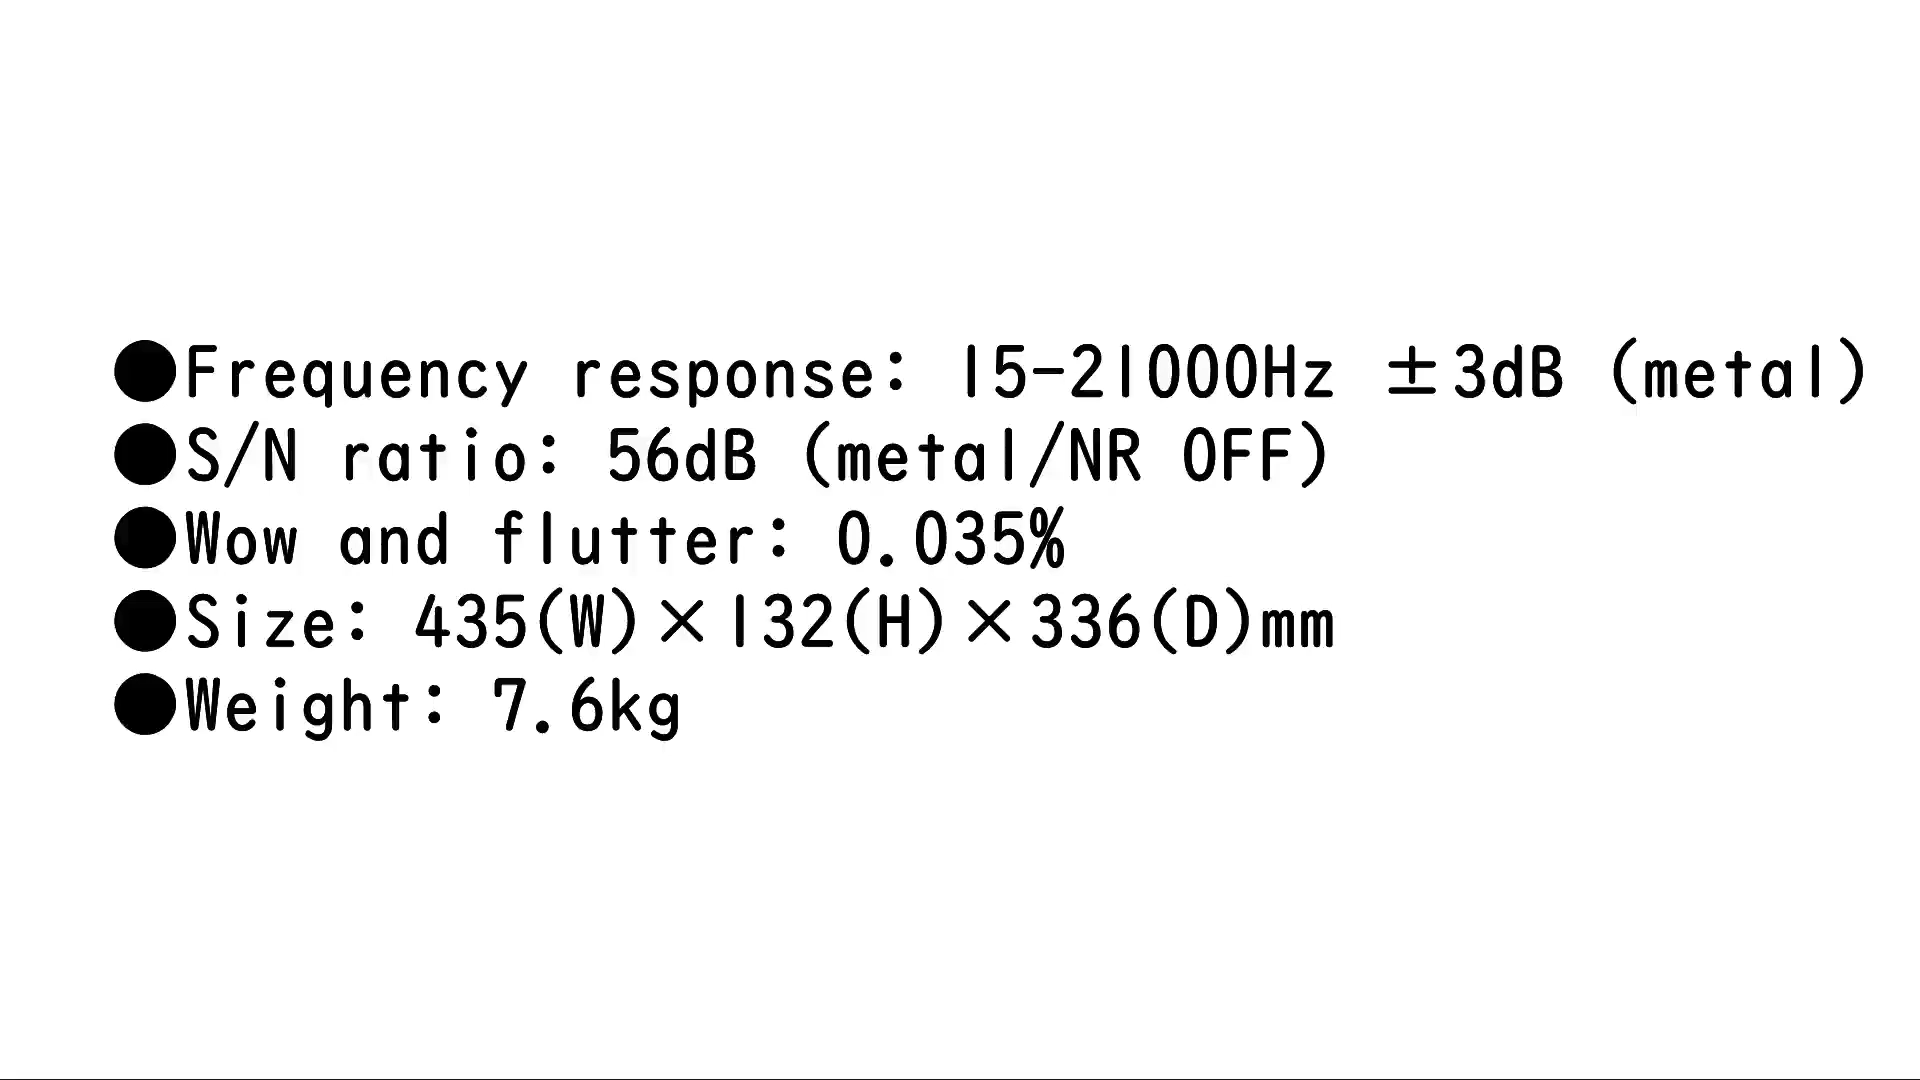 ●Frequency response: 15-21000Hz ±3dB (metal)
●S/N ratio: 56dB (metal/NR OFF)
●Wow and flutter: 0.035%
●Size: 435(W)×132(H)×336(D)mm
●Weight: 7.6kg